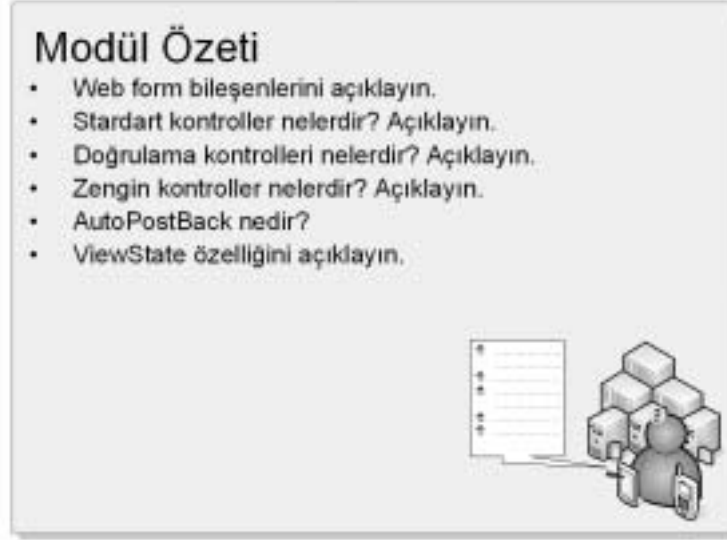 Modül Özeti
• Web form bileşenlerini açıklayın.
• Stardart kontroller nelerdir? Açıklayın.
• Doğrulama kontrolleri nelerdir? Açıklayın.
• Zengin kontroller nelerdir? Açıklayın.
• AutoPostBack nedir?
• ViewState özelliğini açıklayın.